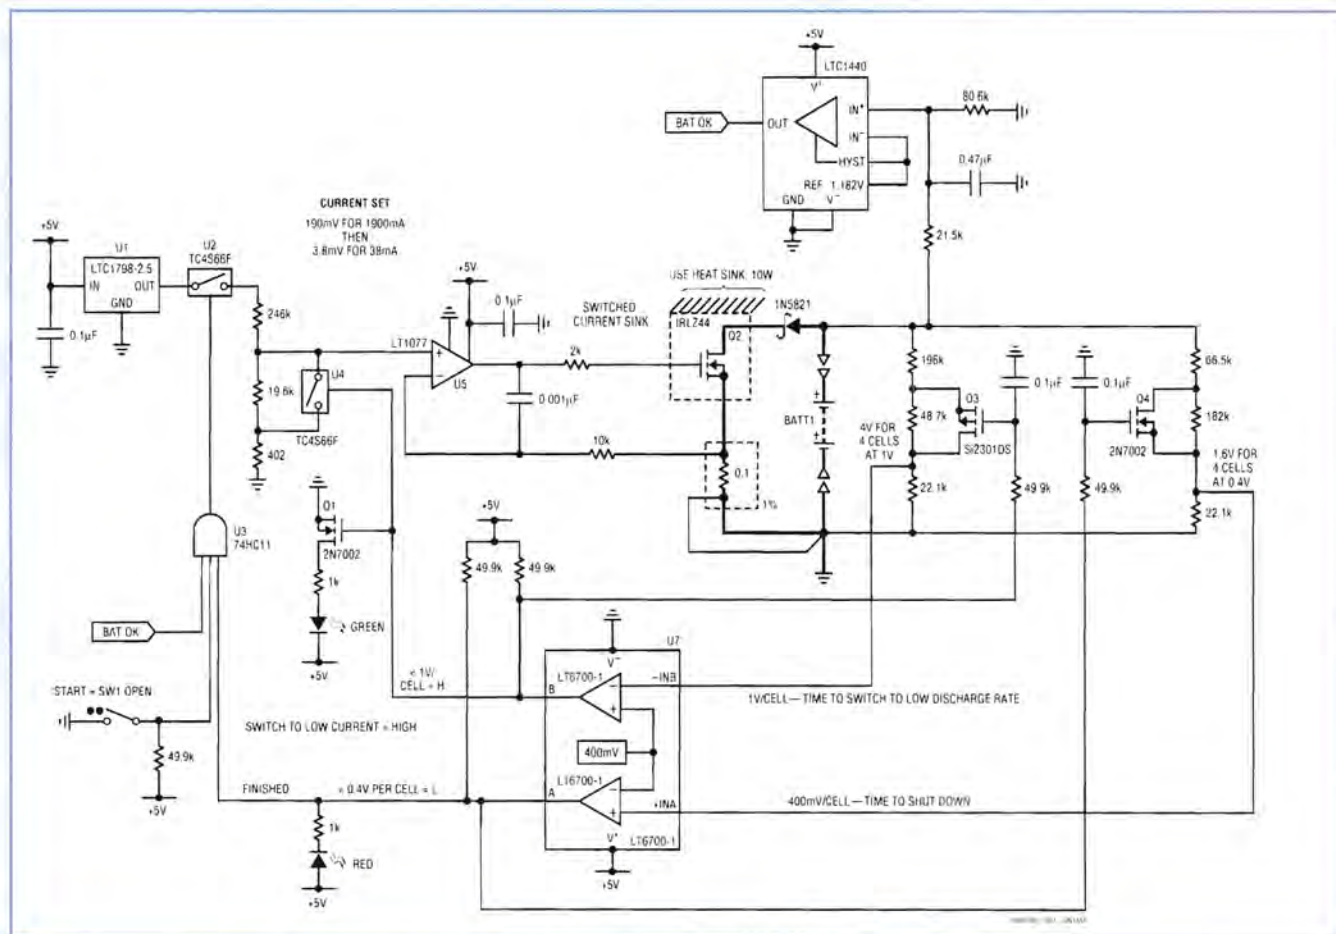 +5V
LTC1440
V+
80.6k
BAT OK
OUT
IN+
IN-
HYST
0.47µF
REF 1.182V
GND
V-
CURRENT SET
190mV FOR 1900mA
THEN
3.8mV FOR 38mA
+5V
U1
U2
TC4S66F
LTC1798-2.5
IN
OUT
GND
0.1µF
+5V
0.1µF
21.5k
USE HEAT SINK, 10W
SWITCHED
CURRENT SINK
IRLZ44
1N5821
Q2
246k
LT1077
+
-
U5
2k
U4
19.6k
TC4S66F
0.001µF
402
10k
0.1
1%
BATT1
+
+
196k
48.7k
4V FOR
4 CELLS
AT 1V
22.1k
Q3
Si2301DS
0.1µF
0.1µF
49.9k
49.9k
Q4
2N7002
66.5k
182k
1.6V FOR
4 CELLS
AT 0.4V
22.1k
U3
74HC11
Q1
2N7002
1k
GREEN
+5V
+5V
49.9k
49.9k
BAT OK
START = SW1 OPEN
49.9k
+5V
< 1V/
CELL = H
SWITCH TO LOW CURRENT = HIGH
U7
V-
LT6700-1
B
-
+
-INB
1V/CELL—TIME TO SWITCH TO LOW DISCHARGE RATE
400mV
LT6700-1
A
-
+
+INA
400mV/CELL—TIME TO SHUT DOWN
V+
LT6700-1
+5V
FINISHED
< 0.4V PER CELL = L
1k
RED
+5V